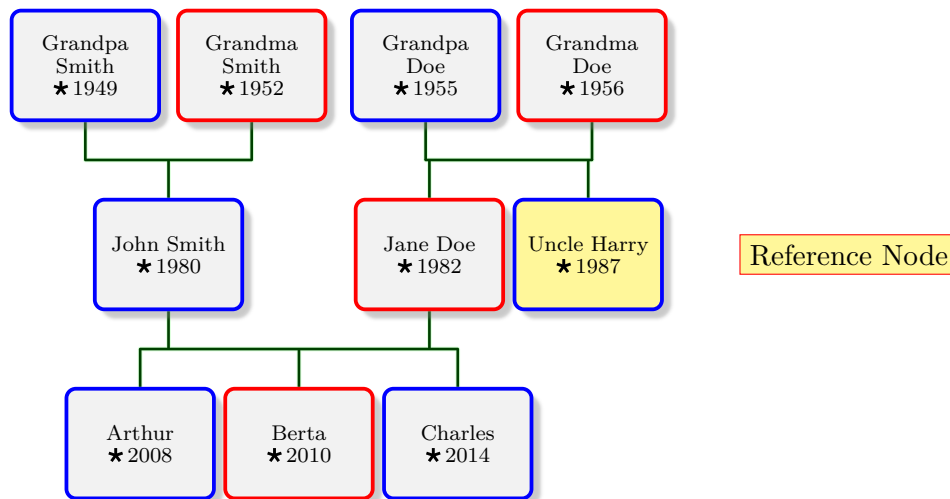 Grandpa
Smith
★ 1949
Grandma
Smith
★ 1952
Grandpa
Doe
★ 1955
Grandma
Doe
★ 1956
John Smith
★ 1980
Jane Doe
★ 1982
Uncle Harry
★ 1987
Reference Node
Arthur
★ 2008
Berta
★ 2010
Charles
★ 2014